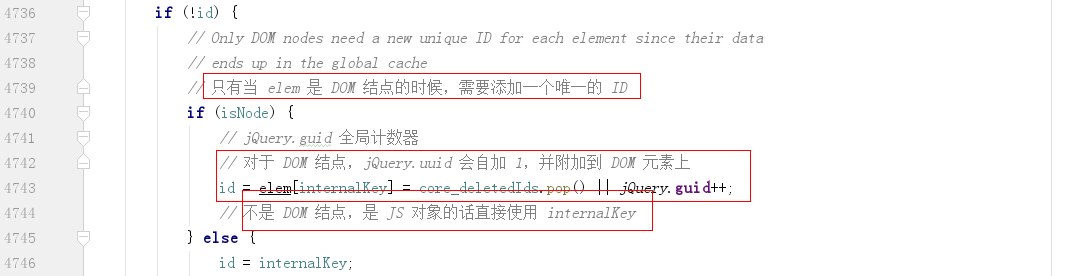 4736 if (!id) {
4737 // Only DOM nodes need a new unique ID for each element since their data
4738 // ends up in the global cache
4739 // 只有当 elem 是 DOM 结点的时候，需要添加一个唯一的 ID
4740 if (isNode) {
4741 // jQuery.guid 全局计数器
4742 // 对于 DOM 结点，jQuery.uuid 会自加 1，并附加到 DOM 元素上
4743 id = elem[internalKey] = core_deletedIds.pop() || jQuery.guid++;
4744 // 不是 DOM 结点，是 JS 对象的话直接使用 internalKey
4745 } else {
4746 id = internalKey;